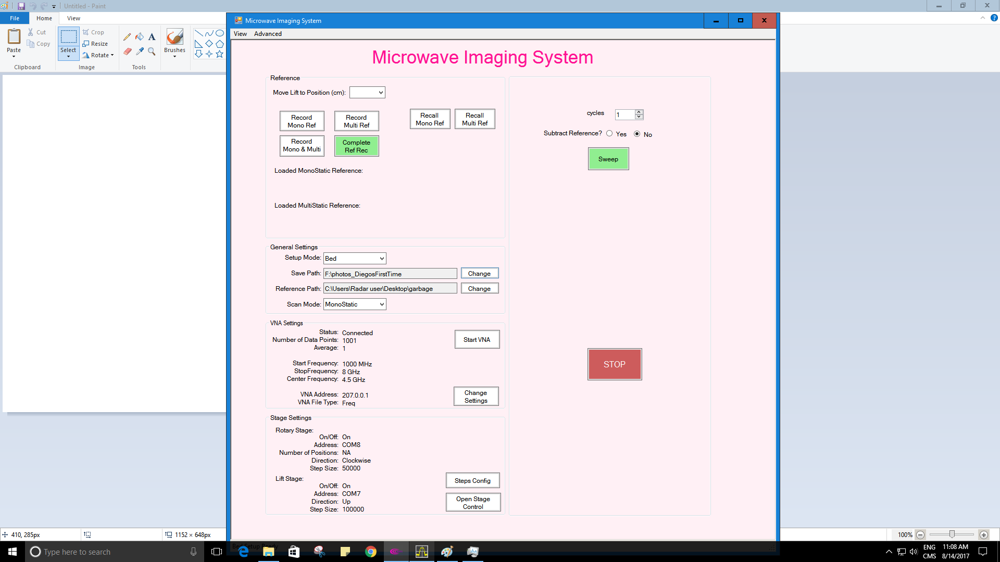 Untitled - Paint
File Home View
Paste
Cut
Copy
Clipboard
Select
Crop
Resize
Rotate
Image
A
Tools
Brushes
Microwave Imaging System
View Advanced
Microwave Imaging System
Reference
Move Lift to Position (cm):
Record
Mono Ref
Record
Multi Ref
Recall
Mono Ref
Recall
Multi Ref
Record
Mono & Multi
Complete
Ref Rec
Loaded MonoStatic Reference:
Loaded MultiStatic Reference:
General Settings
Setup Mode: Bed
Save Path: F:\photos_DiegosFirstTime Change
Reference Path: C:\Users\Radar user\Desktop\garbage Change
Scan Mode: MonoStatic
VNA Settings
Status: Connected
Number of Data Points: 1001
Average: 1
Start VNA
Start Frequency: 1000 MHz
StopFrequency: 8 GHz
Center Frequency: 4.5 GHz
VNA Address: 207.0.0.1
VNA File Type: Freq
Change
Settings
Stage Settings
Rotary Stage:
On/Off: On
Address: COM8
Number of Positions: NA
Direction: Clockwise
Step Size: 50000
Lift Stage:
On/Off: On
Address: COM7
Direction: Up
Step Size: 100000
Steps Config
Open Stage
Control
cycles 1
Subtract Reference? Yes No
Sweep
STOP
410, 285px
1152 × 648px
100%
Bed Setup Ready
Type here to search
ENG
CMS
11:08 AM
8/14/2017